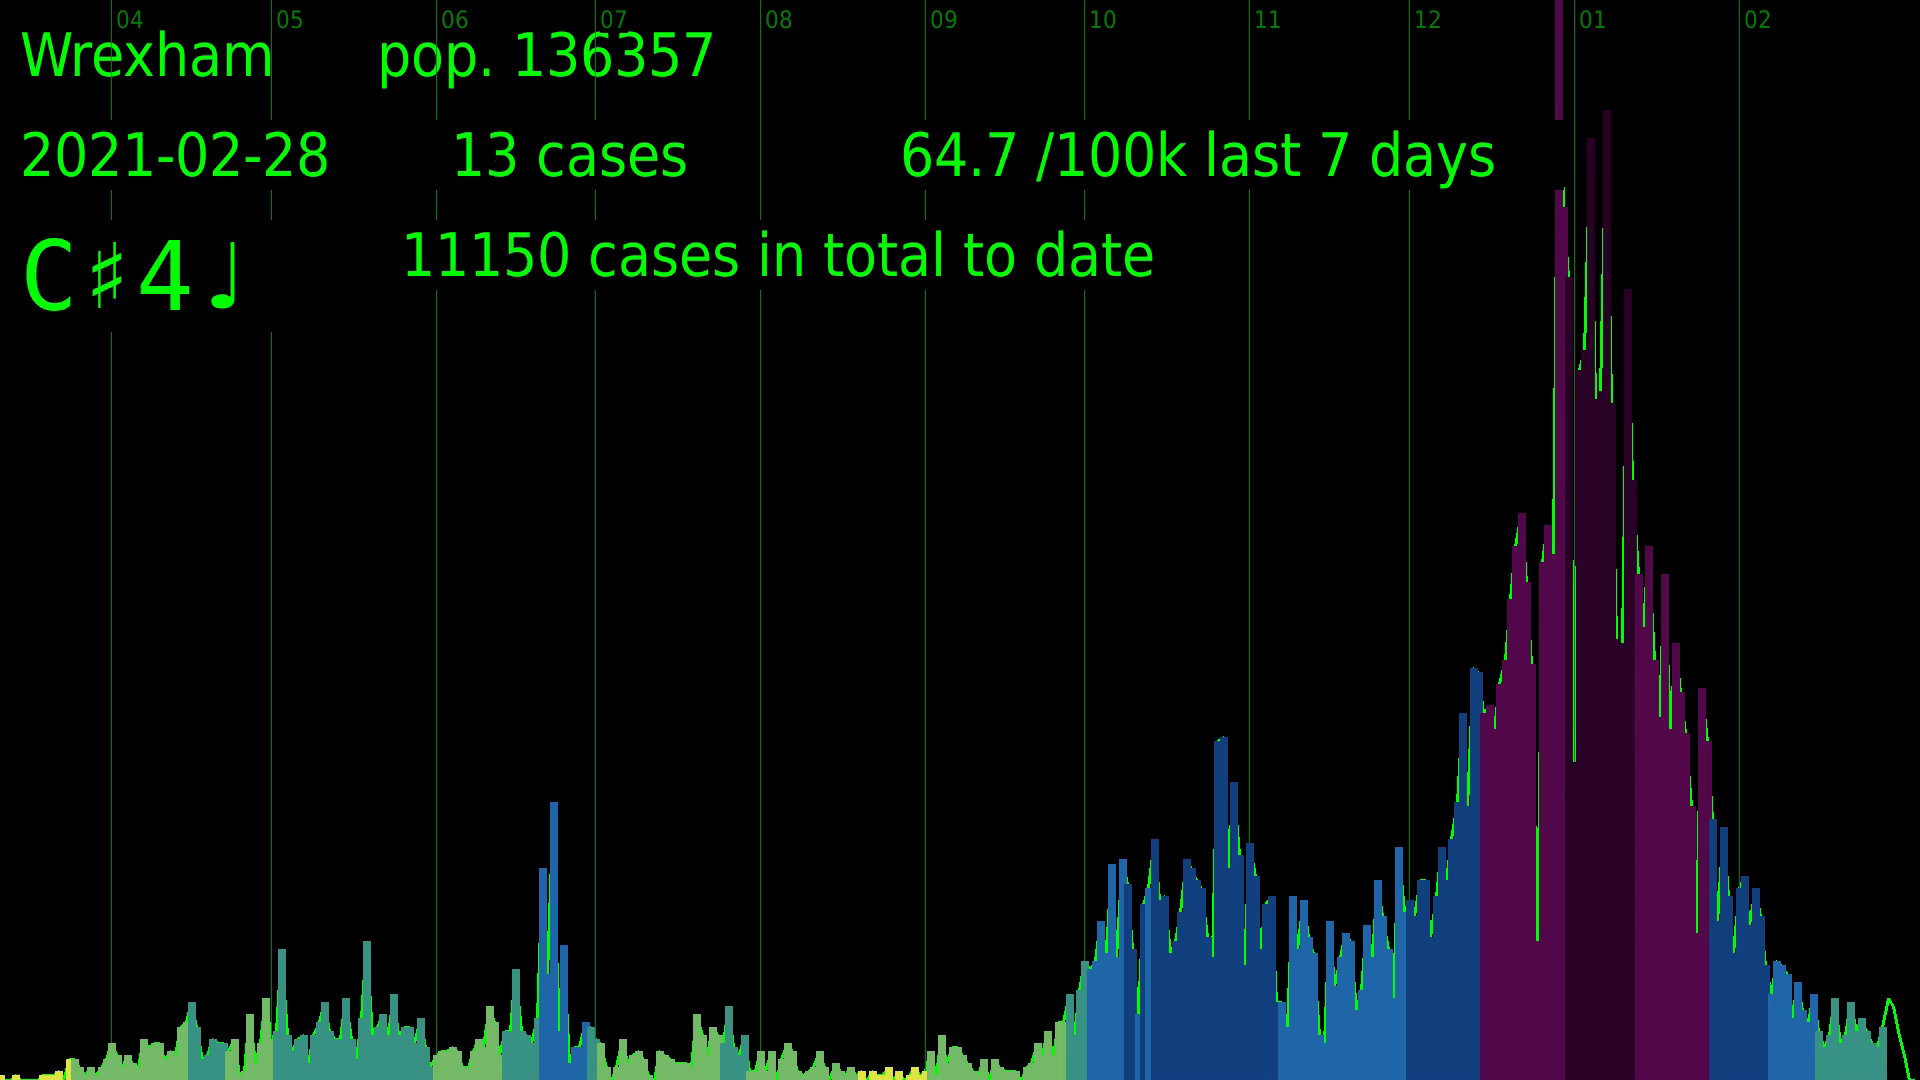 04 05 06 07 08 09 10 11 12 01 02
Wrexham pop. 136357
2021-02-28 13 cases 64.7 /100k last 7 days
C♯4♩ 11150 cases in total to date